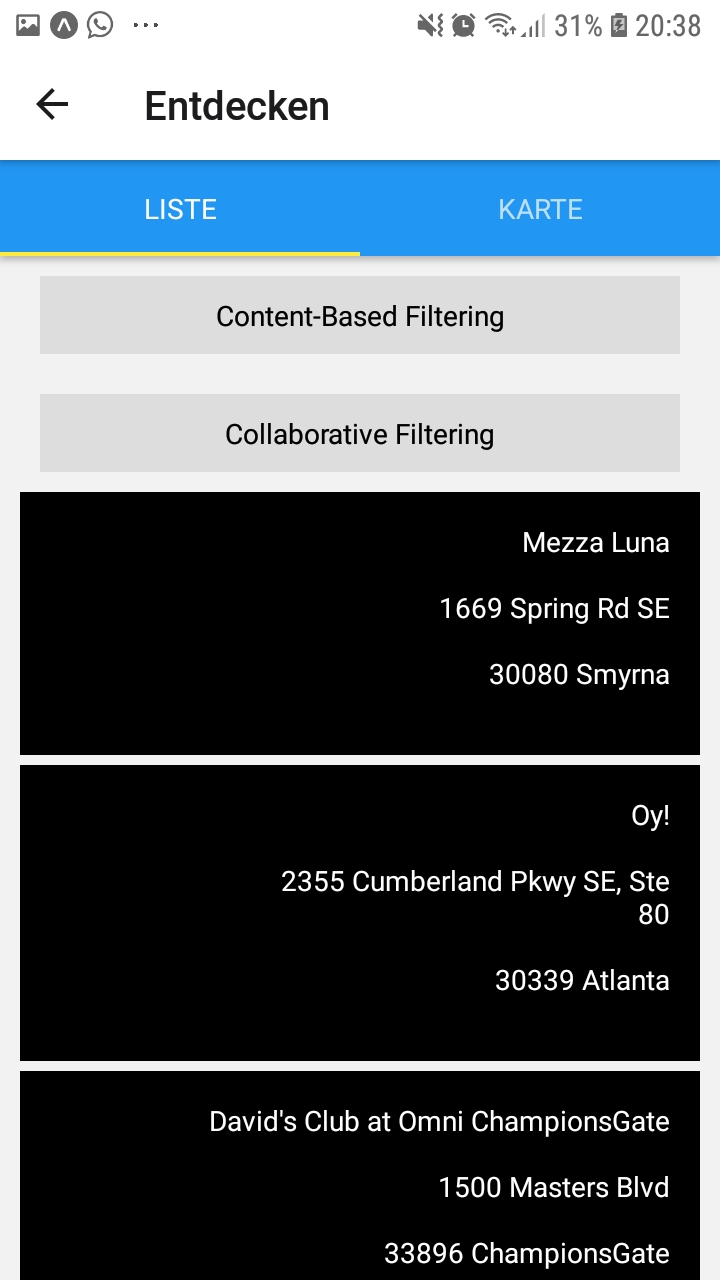 31% 20:38
Entdecken
LISTE KARTE
Content-Based Filtering
Collaborative Filtering
Mezza Luna
1669 Spring Rd SE
30080 Smyrna
Oy!
2355 Cumberland Pkwy SE, Ste
80
30339 Atlanta
David's Club at Omni ChampionsGate
1500 Masters Blvd
33896 ChampionsGate